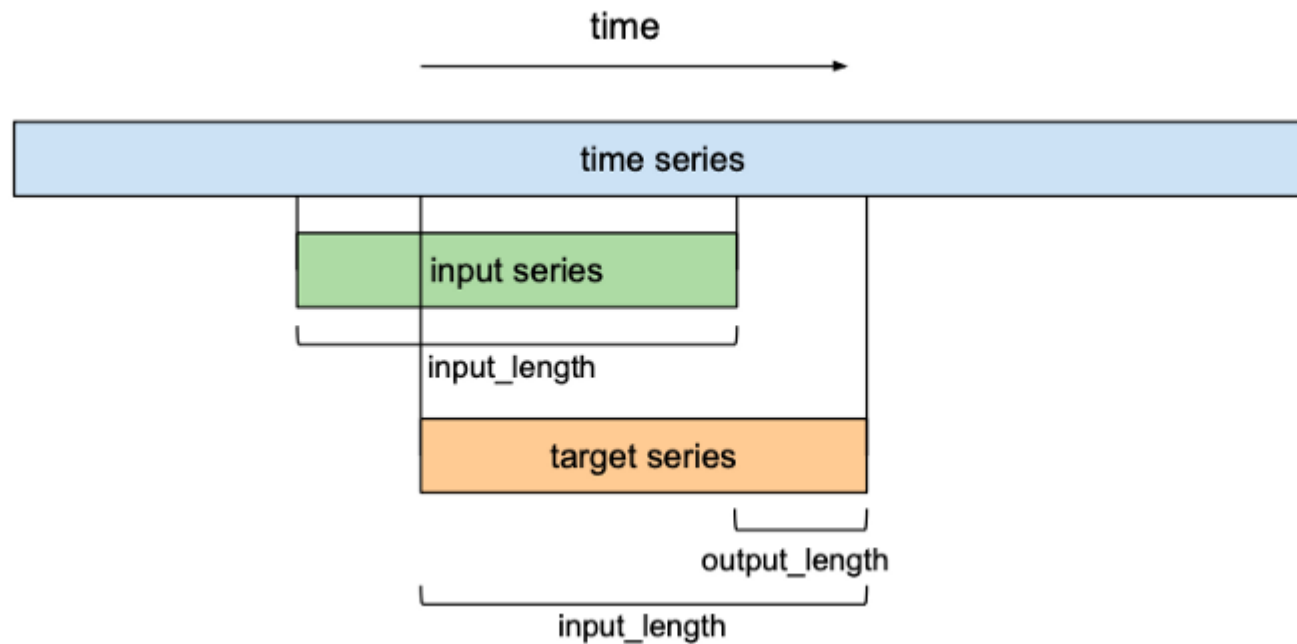 time
time series
input series
input_length
target series
output_length
input_length